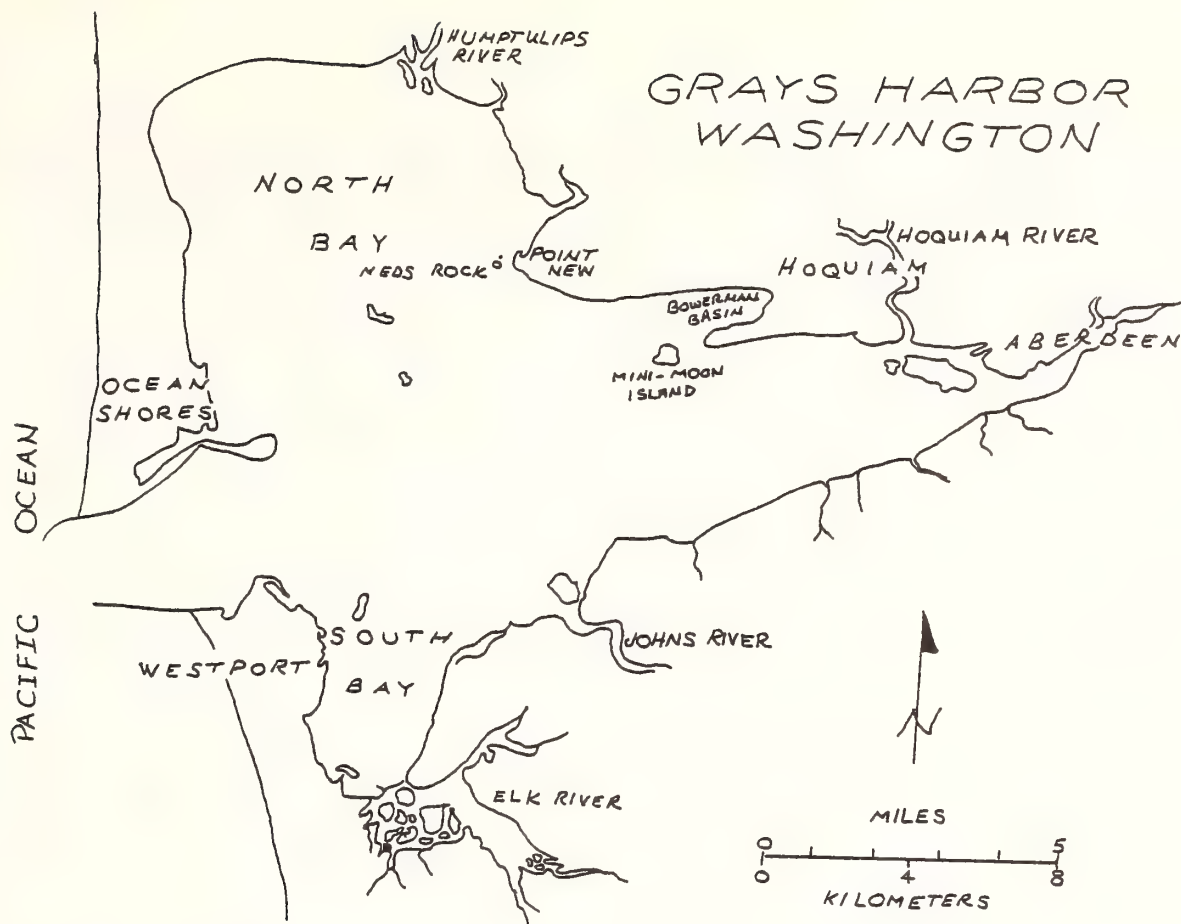 HUMPTULIPS
RIVER
GRAYS HARBOR
WASHINGTON
NORTH
BAY
NEDS ROCK
POINT
NEW
HOQUIAM RIVER
HOQUIAM
BOWERMAN
BASIN
ABERDEEN
MINI-MOON
ISLAND
OCEAN
SHORES
PACIFIC OCEAN
SOUTH
BAY
WESTPORT
JOHNS RIVER
ELK RIVER
N
MILES
0 5
0 4 8
KILOMETERS